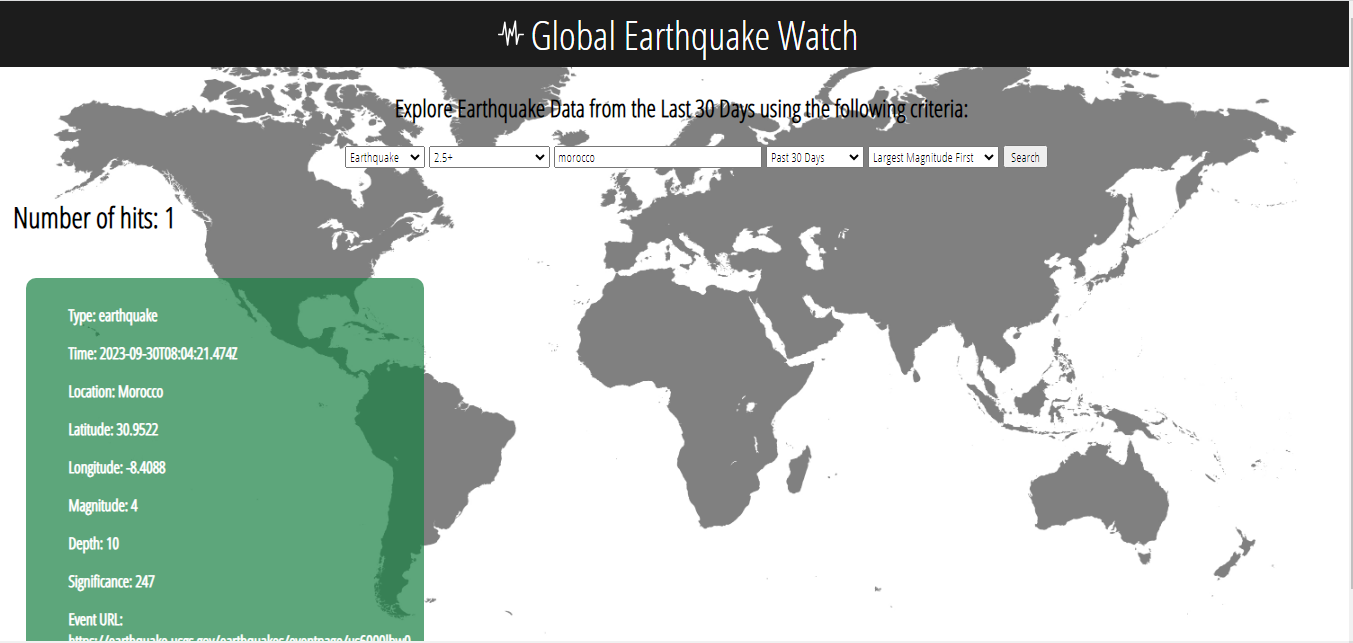 Global Earthquake Watch
Explore Earthquake Data from the Last 30 Days using the following criteria:
Earthquake 2.5+ morocco Past 30 Days Largest Magnitude First Search
Number of hits: 1
Type: earthquake
Time: 2023-09-30T08:04:21.474Z
Location: Morocco
Latitude: 30.9522
Longitude: -8.4088
Magnitude: 4
Depth: 10
Significance: 247
Event URL: